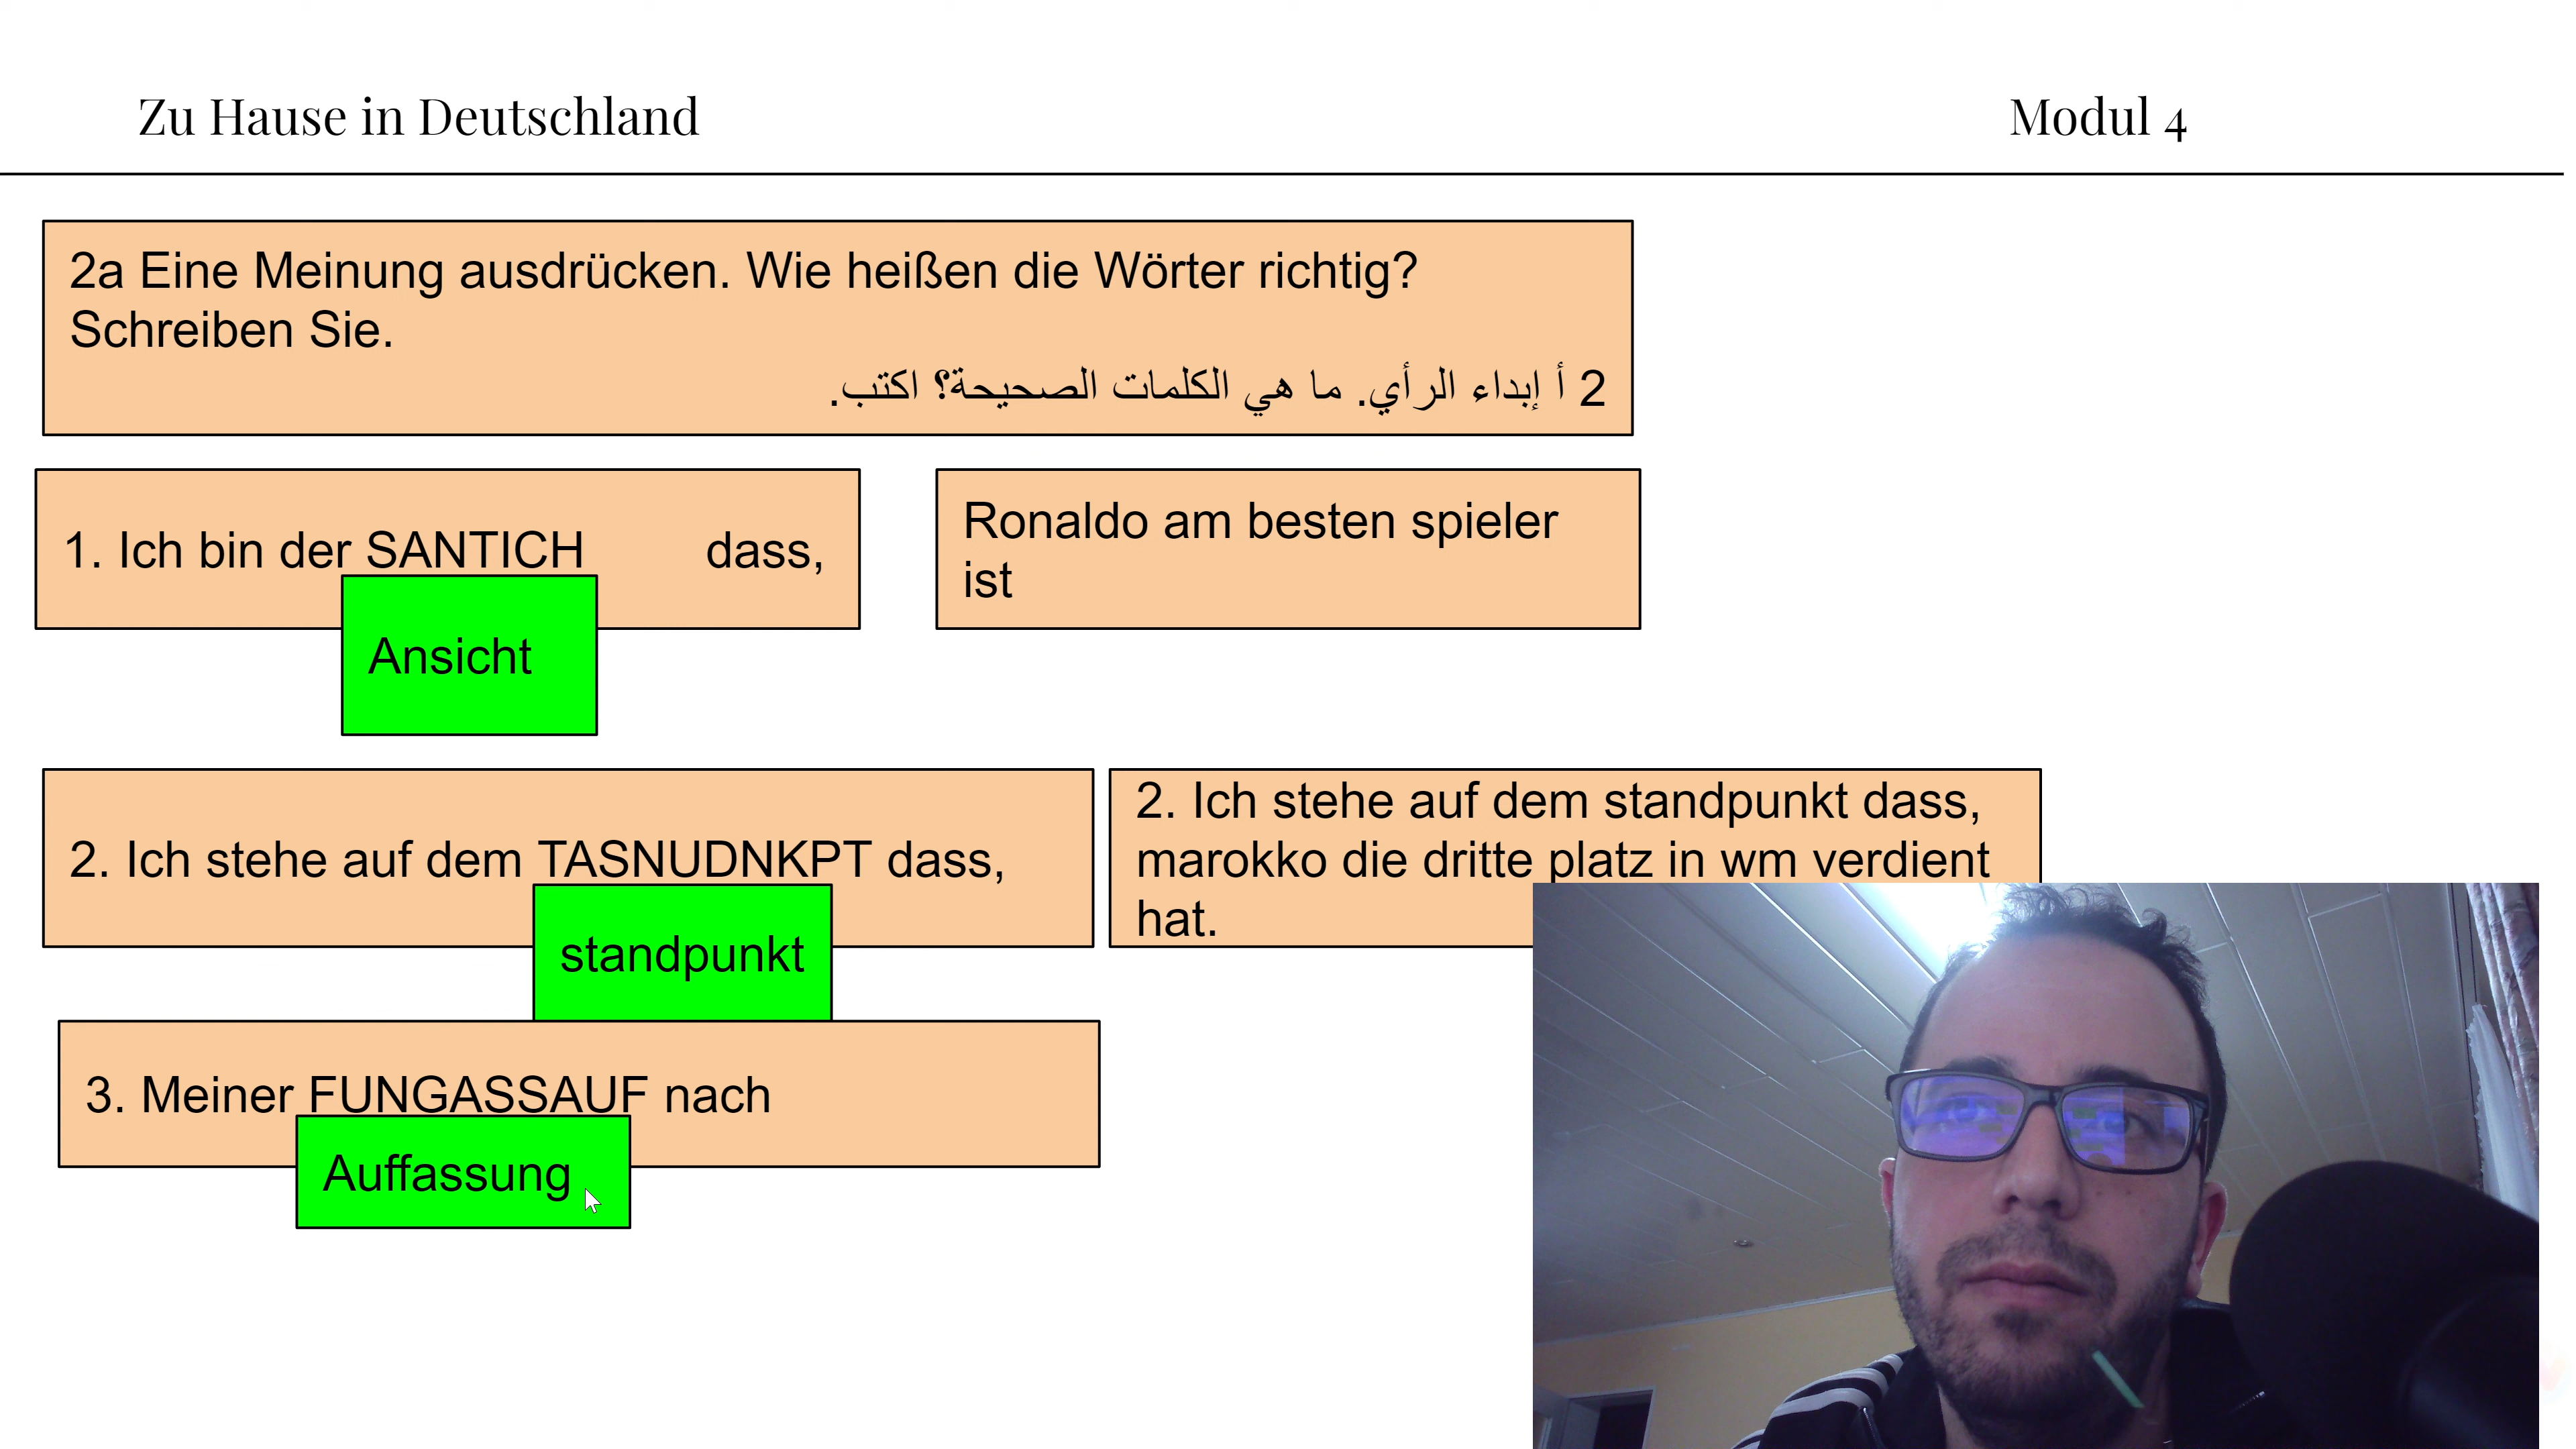 Zu Hause in Deutschland
Modul 4
2a Eine Meinung ausdrücken. Wie heißen die Wörter richtig?
Schreiben Sie.
2 أ إبداء الرأي. ما هي الكلمات الصحيحة؟ اكتب.
1. Ich bin der SANTICH dass,
Ansicht
Ronaldo am besten spieler
ist
2. Ich stehe auf dem TASNUDNKPT dass,
standpunkt
2. Ich stehe auf dem standpunkt dass,
marokko die dritte platz in wm verdient
hat.
3. Meiner FUNGASSAUF nach
Auffassung